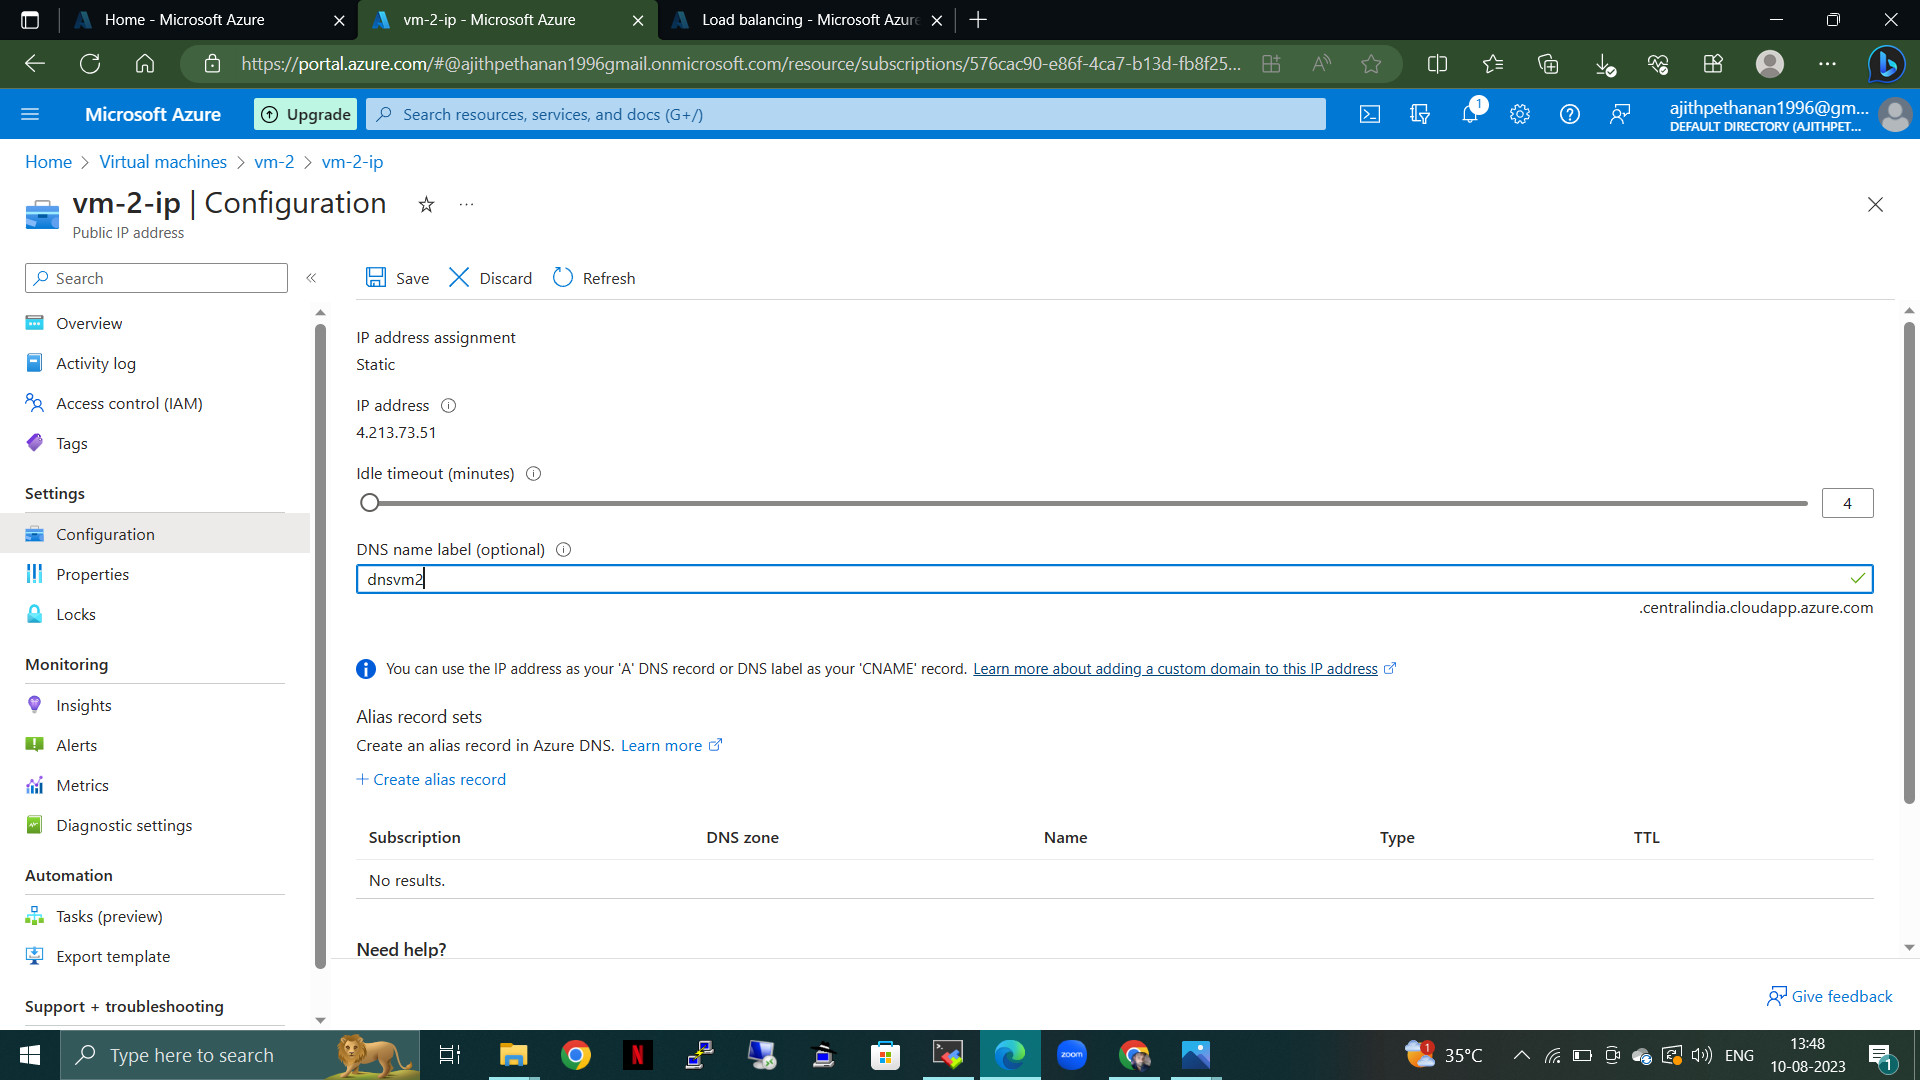 Home - Microsoft Azure
vm-2-ip - Microsoft Azure
Load balancing - Microsoft Azure
https://portal.azure.com/#@ajithpethanan1996gmail.onmicrosoft.com/resource/subscriptions/576cac90-e86f-4ca7-b13d-fb8f25...
Microsoft Azure
Upgrade
Search resources, services, and docs (G+/)
1
ajithpethanan1996@gm...
DEFAULT DIRECTORY (AJITHPET...
Home > Virtual machines > vm-2 > vm-2-ip
vm-2-ip | Configuration
Public IP address
Search
Save
Discard
Refresh
Overview
Activity log
Access control (IAM)
Tags
Settings
Configuration
Properties
Locks
Monitoring
Insights
Alerts
Metrics
Diagnostic settings
Automation
Tasks (preview)
Export template
Support + troubleshooting
IP address assignment
Static
IP address
4.213.73.51
Idle timeout (minutes)
4
DNS name label (optional)
dnsvm2
.centralindia.cloudapp.azure.com
You can use the IP address as your 'A' DNS record or DNS label as your 'CNAME' record. Learn more about adding a custom domain to this IP address
Alias record sets
Create an alias record in Azure DNS. Learn more
+ Create alias record
Subscription DNS zone Name Type TTL
No results.
Need help?
Give feedback
Type here to search
N
zoom
1
35°C
ENG
13:48
10-08-2023
1